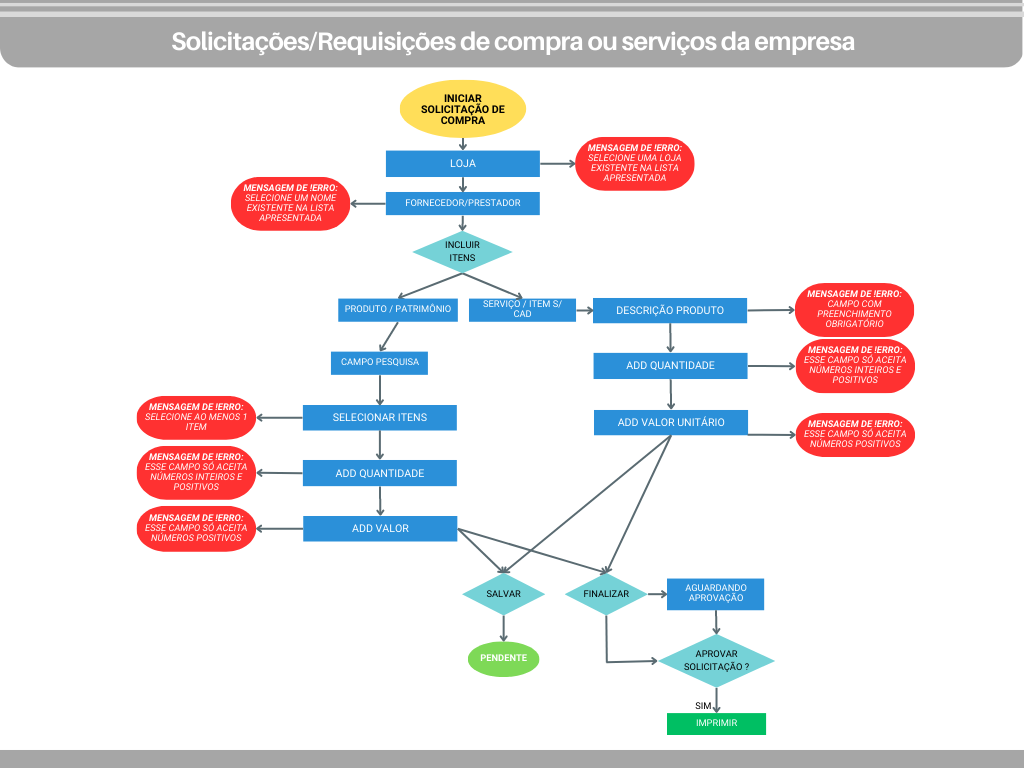 Solicitações/Requisições de compra ou serviços da empresa
INICIAR
SOLICITAÇÃO DE
COMPRA
LOJA
MENSAGEM DE !ERRO:
SELECIONE UMA LOJA
EXISTENTE NA LISTA
APRESENTADA
MENSAGEM DE !ERRO:
SELECIONE UM NOME
EXISTENTE NA LISTA
APRESENTADA
FORNECEDOR/PRESTADOR
INCLUIR
ITENS
PRODUTO / PATRIMÔNIO
SERVIÇO / ITEM S/
CAD
DESCRIÇÃO PRODUTO
MENSAGEM DE !ERRO:
CAMPO COM
PREENCHIMENTO
OBRIGATÓRIO
CAMPO PESQUISA
ADD QUANTIDADE
MENSAGEM DE !ERRO:
ESSE CAMPO SÓ ACEITA
NÚMEROS INTEIROS E
POSITIVOS
MENSAGEM DE !ERRO:
SELECIONE AO MENOS 1
ITEM
SELECIONAR ITENS
ADD VALOR UNITÁRIO
MENSAGEM DE !ERRO:
ESSE CAMPO SÓ ACEITA
NÚMEROS POSITIVOS
MENSAGEM DE !ERRO:
ESSE CAMPO SÓ ACEITA
NÚMEROS INTEIROS E
POSITIVOS
ADD QUANTIDADE
MENSAGEM DE !ERRO:
ESSE CAMPO SÓ ACEITA
NÚMEROS POSITIVOS
ADD VALOR
SALVAR
FINALIZAR
AGUARDANDO
APROVAÇÃO
PENDENTE
APROVAR
SOLICITAÇÃO ?
SIM
IMPRIMIR